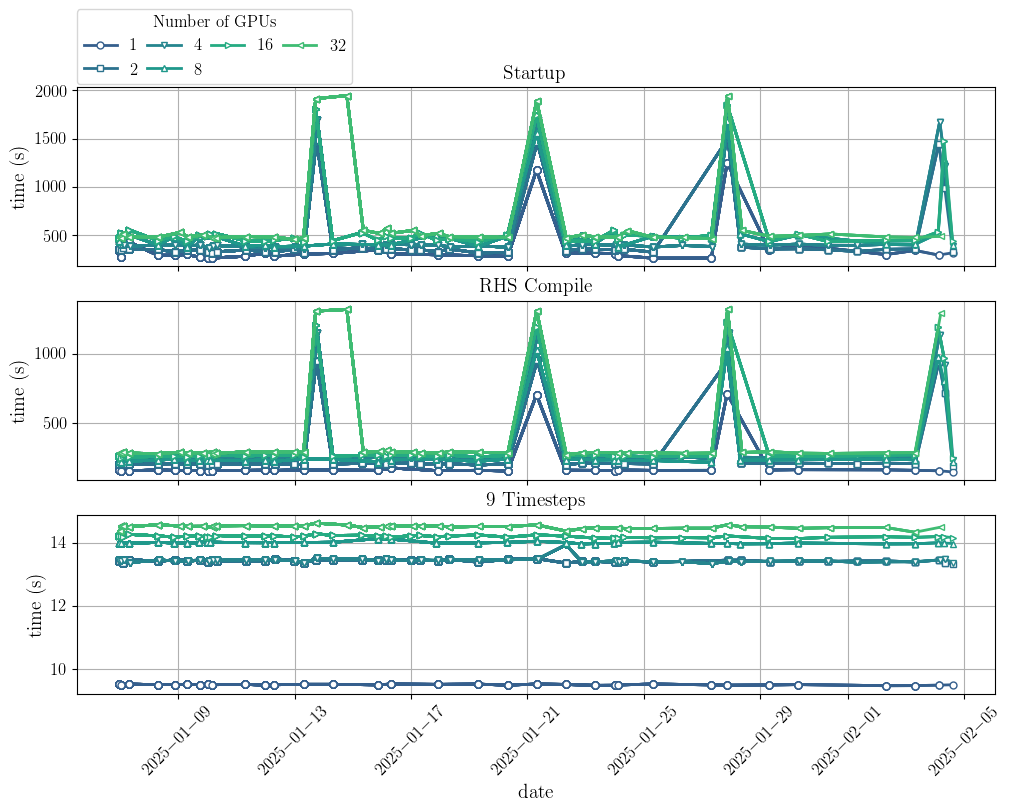 Number of GPUs
1 4 16 32
2 8
Startup
2000
1500
1000
500
time (s)
RHS Compile
1000
500
time (s)
9 Timesteps
14
12
10
time (s)
2025−01−09 2025−01−13 2025−01−17 2025−01−21 2025−01−25 2025−01−29 2025−02−01 2025−02−05
date